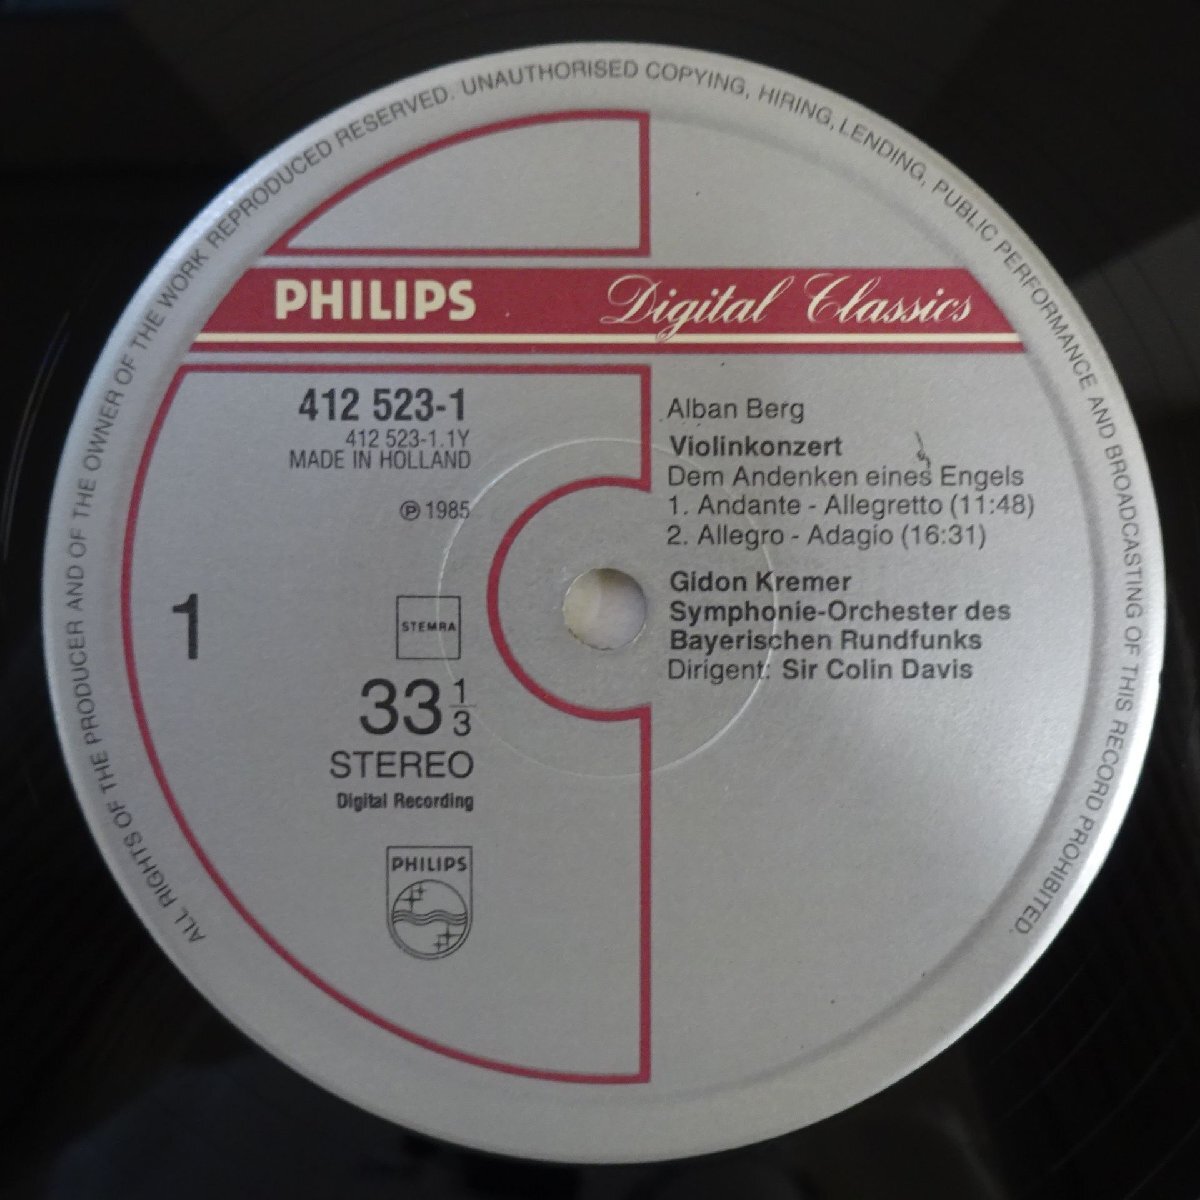 ALL RIGHTS OF THE PRODUCER AND OF THE OWNER OF THE WORK REPRODUCED RESERVED. UNAUTHORISED COPYING, HIRING, LENDING, PUBLIC PERFORMANCE AND BROADCASTING OF THIS RECORD PROHIBITED.
PHILIPS Digital Classics
412 523-1
412 523-1.1Y
MADE IN HOLLAND
℗ 1985
1
STEMRA
33 1/3
STEREO
Digital Recording
PHILIPS
Alban Berg
Violinkonzert
Dem Andenken eines Engels
1. Andante - Allegretto (11:48)
2. Allegro - Adagio (16:31)
Gidon Kremer
Symphonie-Orchester des
Bayerischen Rundfunks
Dirigent: Sir Colin Davis